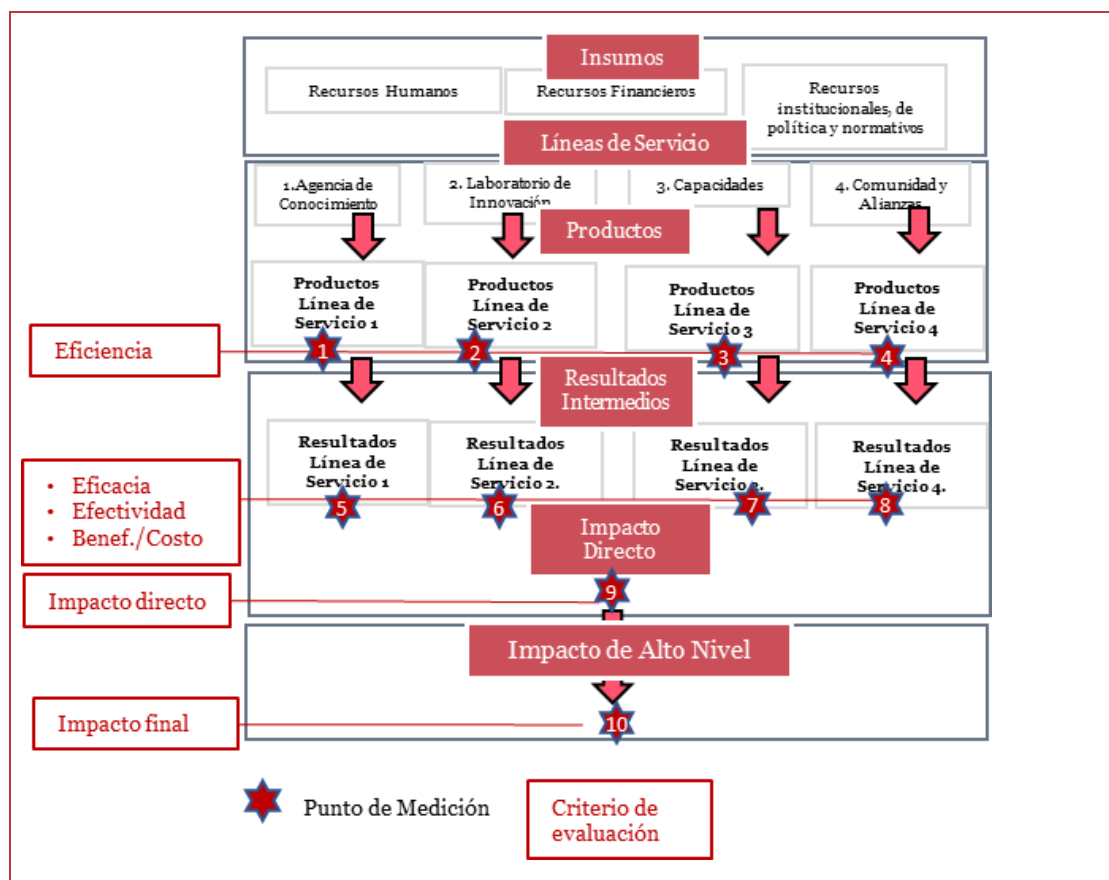 Insumos
Recursos Humanos
Recursos Financieros
Recursos
institucionales, de
política y normativos
Líneas de Servicio
1.Agencia de
Conocimiento
2. Laboratorio de
Innovación
3. Capacidades
4. Comunidad y
Alianzas
Productos
Productos
Línea de
Servicio 1
Productos
Línea de
Servicio 2
Productos
Línea de
Servicio 3
Productos
Línea de
Servicio 4
Eficiencia
1
2
3
4
Resultados
Intermedios
Resultados
Línea de
Servicio 1
Resultados
Línea de
Servicio 2.
Resultados
Línea de
Servicio 3.
Resultados
Línea de
Servicio 4.
• Eficacia
• Efectividad
• Benef./Costo
5
6
7
8
Impacto
Directo
Impacto directo
9
Impacto de Alto Nivel
Impacto final
10
Punto de Medición
Criterio de
evaluación